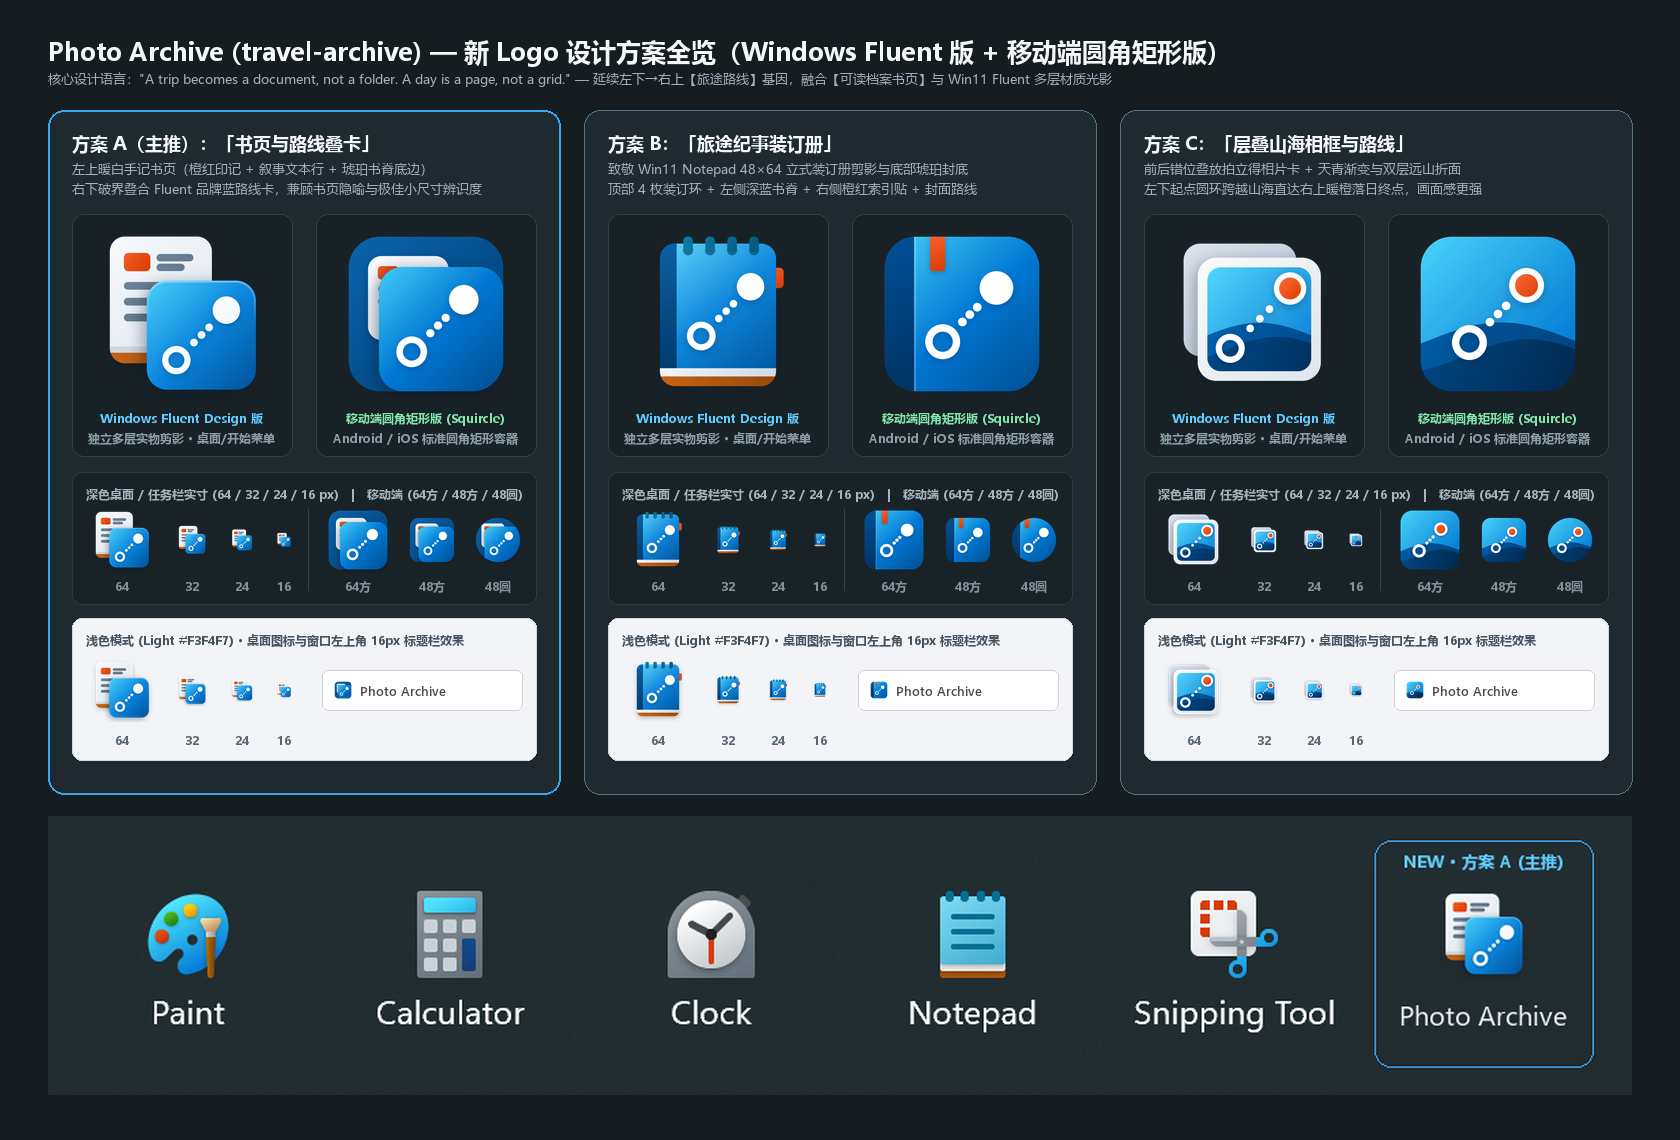 Photo Archive (travel-archive) — 新 Logo 设计方案全览（Windows Fluent 版 + 移动端圆角矩形版）
核心设计语言："A trip becomes a document, not a folder. A day is a page, not a grid." — 延续左下→右上【旅途路线】基因，融合【可读档案书页】与 Win11 Fluent 多层材质光影
方案 A（主推）：「书页与路线叠卡」
左上暖白手记书页（橙红印记 + 叙事文本行 + 琥珀书脊底边）
右下破界叠合 Fluent 品牌蓝路线卡，兼顾书页隐喻与极佳小尺寸辨识度
Windows Fluent Design 版
独立多层实物剪影・桌面/开始菜单
移动端圆角矩形版 (Squircle)
Android / iOS 标准圆角矩形容器
深色桌面 / 任务栏实寸 (64 / 32 / 24 / 16 px) | 移动端 (64方 / 48方 / 48圆)
64 32 24 16 64方 48方 48圆
浅色模式 (Light #F3F4F7)・桌面图标与窗口左上角 16px 标题栏效果
Photo Archive
64 32 24 16
方案 B：「旅途纪事装订册」
致敬 Win11 Notepad 48×64 立式装订册剪影与底部琥珀封底
顶部 4 枚装订环 + 左侧深蓝书脊 + 右侧橙红索引贴 + 封面路线
Windows Fluent Design 版
独立多层实物剪影・桌面/开始菜单
移动端圆角矩形版 (Squircle)
Android / iOS 标准圆角矩形容器
深色桌面 / 任务栏实寸 (64 / 32 / 24 / 16 px) | 移动端 (64方 / 48方 / 48圆)
64 32 24 16 64方 48方 48圆
浅色模式 (Light #F3F4F7)・桌面图标与窗口左上角 16px 标题栏效果
Photo Archive
64 32 24 16
方案 C：「层叠山海相框与路线」
前后错位叠放拍立得相片卡 + 天青渐变与双层远山折面
左下起点圆环跨越山海直达右上暖橙落日终点，画面感更强
Windows Fluent Design 版
独立多层实物剪影・桌面/开始菜单
移动端圆角矩形版 (Squircle)
Android / iOS 标准圆角矩形容器
深色桌面 / 任务栏实寸 (64 / 32 / 24 / 16 px) | 移动端 (64方 / 48方 / 48圆)
64 32 24 16 64方 48方 48圆
浅色模式 (Light #F3F4F7)・桌面图标与窗口左上角 16px 标题栏效果
Photo Archive
64 32 24 16
NEW・方案 A (主推)
Paint
Calculator
Clock
Notepad
Snipping Tool
Photo Archive